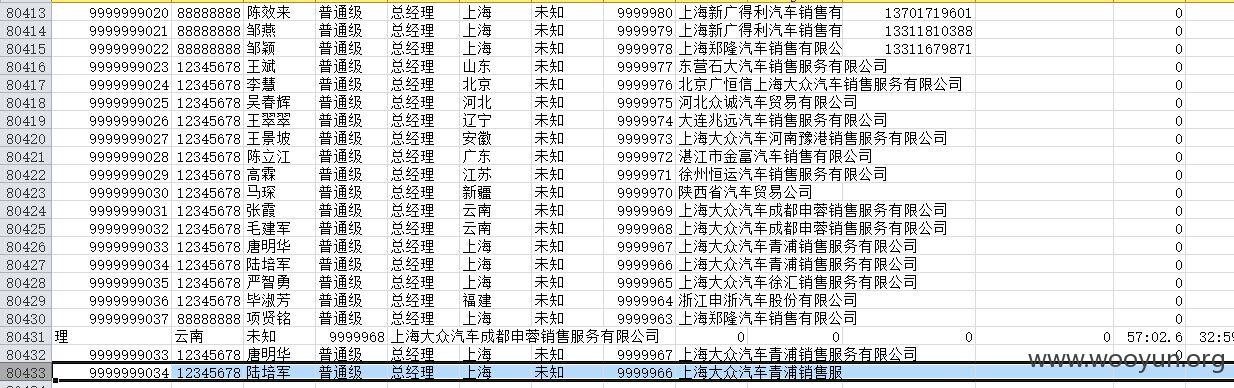 80413 9999999020 88888888 陈效来 普通级 总经理 上海 未知 9999980 上海新广得利汽车销售有 13701719601 0
80414 9999999021 88888888 邹燕 普通级 总经理 上海 未知 9999979 上海新广得利汽车销售有 13311810388 0
80415 9999999022 88888888 邹颖 普通级 总经理 上海 未知 9999978 上海郑隆汽车销售有限公 13311679871 0
80416 9999999023 12345678 王斌 普通级 总经理 山东 未知 9999977 东营石大汽车销售服务有限公司 0
80417 9999999024 12345678 李慧 普通级 总经理 北京 未知 9999976 北京广恒信上海大众汽车销售服务有限公司 0
80418 9999999025 12345678 吴春辉 普通级 总经理 河北 未知 9999975 河北众诚汽车贸易有限公司 0
80419 9999999026 12345678 王翠翠 普通级 总经理 辽宁 未知 9999974 大连兆远汽车销售服务有限公司 0
80420 9999999027 12345678 王景坡 普通级 总经理 安徽 未知 9999973 上海大众汽车河南豫港销售服务有限公司 0
80421 9999999028 12345678 陈立江 普通级 总经理 广东 未知 9999972 湛江市金富汽车销售有限公司 0
80422 9999999029 12345678 高霖 普通级 总经理 江苏 未知 9999971 徐州恒运汽车销售服务有限公司 0
80423 9999999030 12345678 马琛 普通级 总经理 新疆 未知 9999970 陕西省汽车贸易公司 0
80424 9999999031 12345678 张霞 普通级 总经理 云南 未知 9999969 上海大众汽车成都申蓉销售服务有限公司 0
80425 9999999032 12345678 毛建军 普通级 总经理 云南 未知 9999968 上海大众汽车成都申蓉销售服务有限公司 0
80426 9999999033 12345678 唐明华 普通级 总经理 上海 未知 9999967 上海大众汽车青浦销售服务有限公司 0
80427 9999999034 12345678 陆培军 普通级 总经理 上海 未知 9999966 上海大众汽车青浦销售服务有限公司 0
80428 9999999035 12345678 严智勇 普通级 总经理 上海 未知 9999965 上海大众汽车徐汇销售服务有限公司 0
80429 9999999036 12345678 毕淑芳 普通级 总经理 福建 未知 9999964 浙江申浙汽车股份有限公司 0
80430 9999999037 88888888 项贤铭 普通级 总经理 上海 未知 9999963 上海郑隆汽车销售有限公司 0
80431 理 云南 未知 9999968 上海大众汽车成都申蓉销售服务有限公司 0 0 0 0 57:02.6 32:59
80432 9999999033 12345678 唐明华 普通级 总经理 上海 未知 9999967 上海大众汽车青浦销售服务有限公司 0
80433 9999999034 12345678 陆培军 普通级 总经理 上海 未知 9999966 上海大众汽车青浦销售服
www.wooyun.org